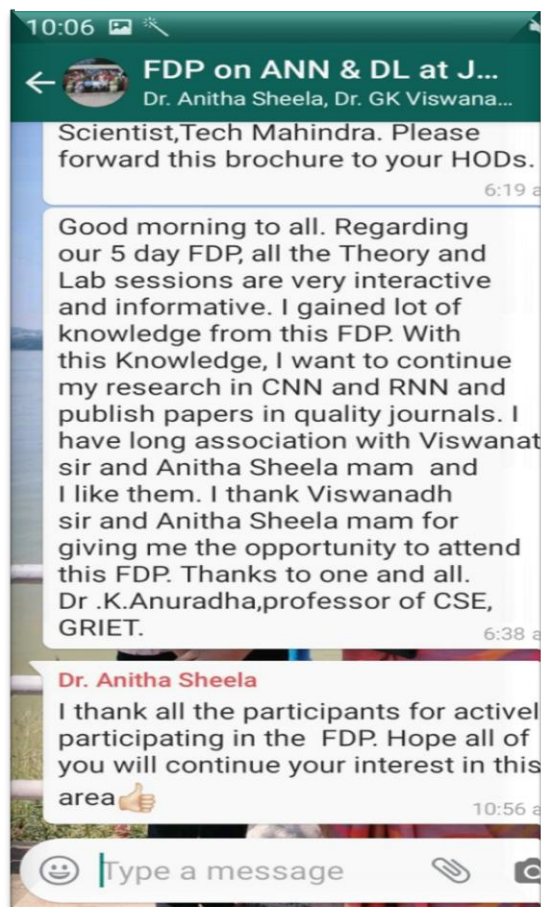 10:06
FDP on ANN & DL at J...
Dr. Anitha Sheela, Dr. GK Viswana...
Scientist,Tech Mahindra. Please
forward this brochure to your HODs.
6:19 a
Good morning to all. Regarding
our 5 day FDP, all the Theory and
Lab sessions are very interactive
and informative. I gained lot of
knowledge from this FDP. With
this Knowledge, I want to continue
my research in CNN and RNN and
publish papers in quality journals. I
have long association with Viswanat
sir and Anitha Sheela mam and
I like them. I thank Viswanadh
sir and Anitha Sheela mam for
giving me the opportunity to attend
this FDP. Thanks to one and all.
Dr .K.Anuradha,professor of CSE,
GRIET.
6:38 a
Dr. Anitha Sheela
I thank all the participants for activel
participating in the FDP. Hope all of
you will continue your interest in this
area👍🏻
10:56 a
Type a message